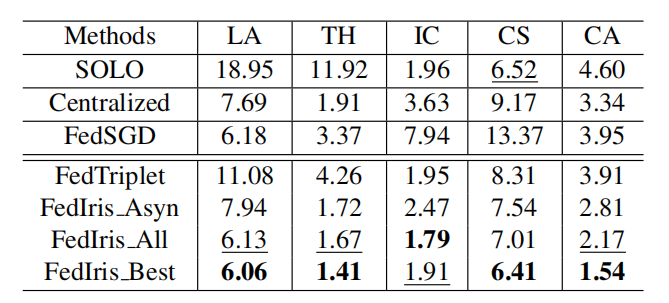 Methods LA TH IC CS CA
SOLO 18.95 11.92 1.96 6.52 4.60
Centralized 7.69 1.91 3.63 9.17 3.34
FedSGD 6.18 3.37 7.94 13.37 3.95
FedTriplet 11.08 4.26 1.95 8.31 3.91
FedIris_Asyn 7.94 1.72 2.47 7.54 2.81
FedIris_All 6.13 1.67 1.79 7.01 2.17
FedIris_Best 6.06 1.41 1.91 6.41 1.54